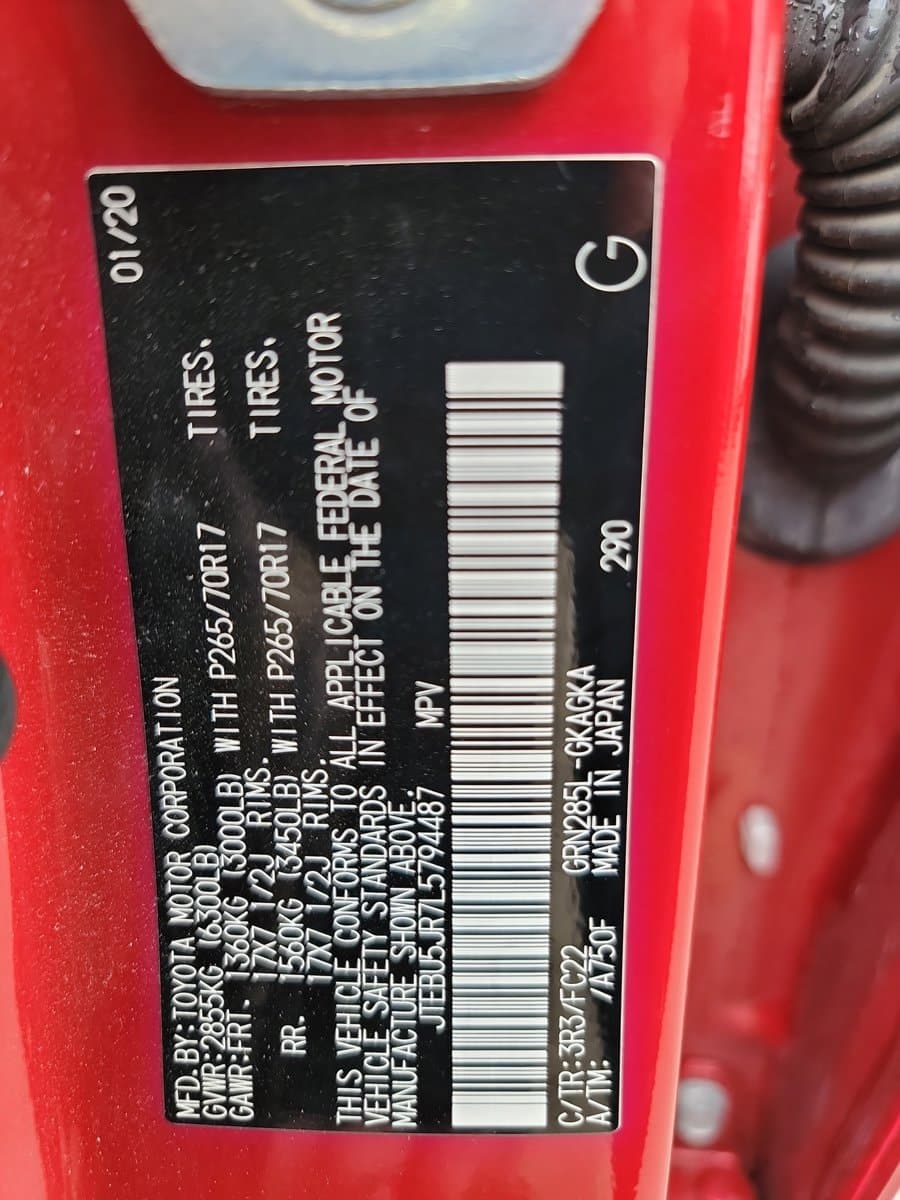 01/20
MFD.BY:TOYOTA MOTOR CORPORATION
GVWR:2855KG (6300LB)
GAWR:FRT. 1360KG (3000LB) WITH P265/70R17 TIRES.
17X7 1/2J RIMS.
RR. 1560KG (3450LB) WITH P265/70R17 TIRES.
17X7 1/2J RIMS.
THIS VEHICLE CONFORMS TO ALL APPLICABLE FEDERAL MOTOR
VEHICLE SAFETY STANDARDS IN EFFECT ON THE DATE OF
MANUFACTURE SHOWN ABOVE.
JTEBU5JR7L5794487 MPV
C/TR:3R3/FC22 GRN285L-GKAGKA
A/TM: /A750F MADE IN JAPAN 290 G